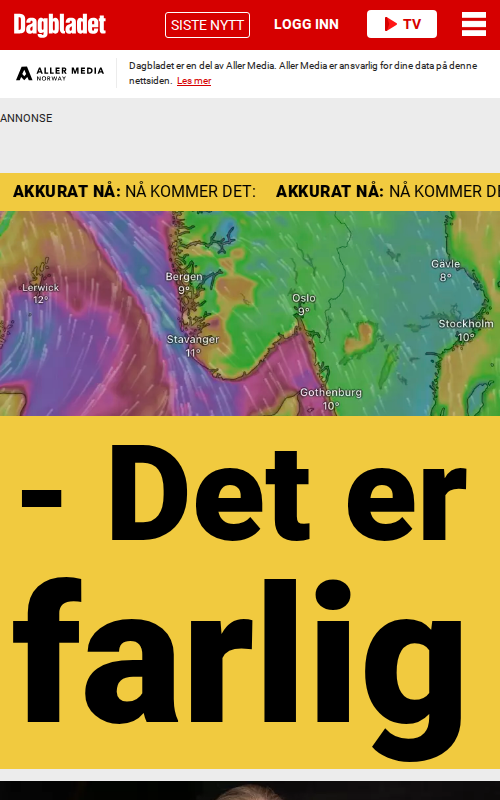 Dagbladet
SISTE NYTT
LOGG INN
TV
ALLER MEDIA
NORWAY
Dagbladet er en del av Aller Media. Aller Media er ansvarlig for dine data på denne
nettsiden. Les mer
ANNONSE
AKKURAT NÅ: NÅ KOMMER DET: AKKURAT NÅ: NÅ KOMMER DE
Lerwick
12°
Bergen
9°
Stavanger
11°
Oslo
9°
Gävle
8°
Stockholm
10°
Gothenburg
10°
- Det er
farlig